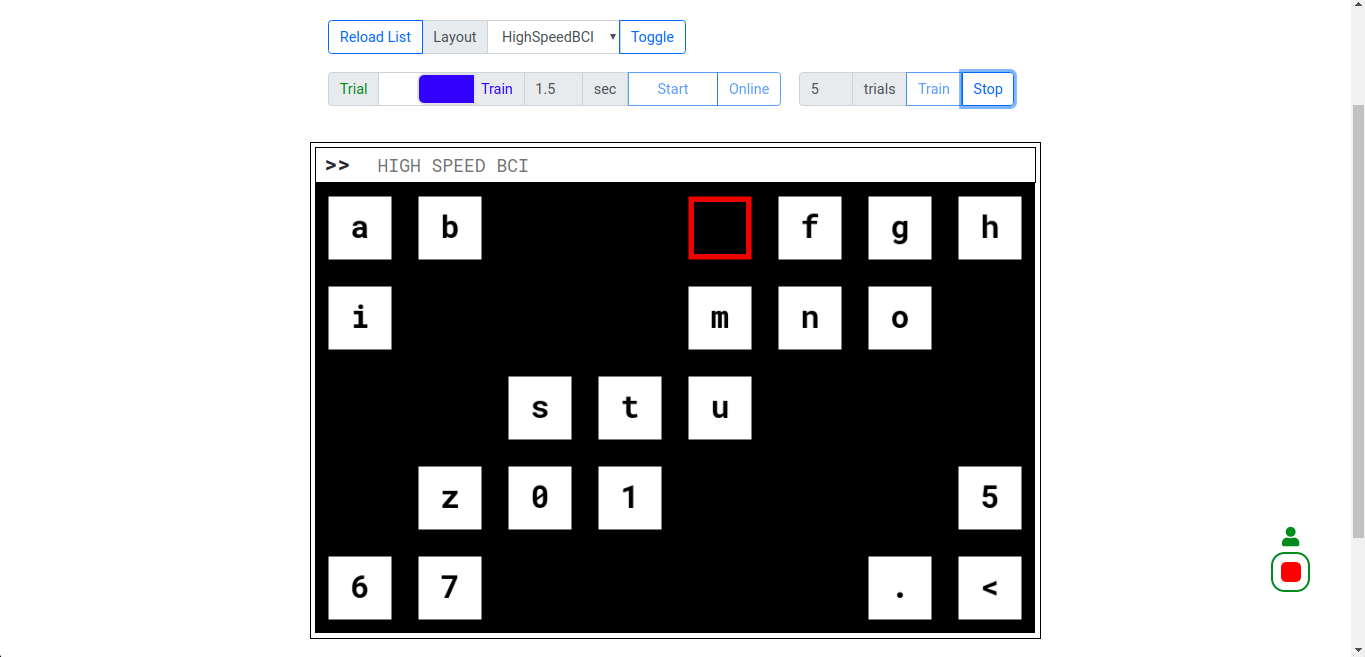 Reload List Layout HighSpeedBCI Toggle
Trial Train 1.5 sec Start Online 5 trials Train Stop
>> HIGH SPEED BCI
a b f g h
i m n o
s t u
z 0 1 5
6 7 . <